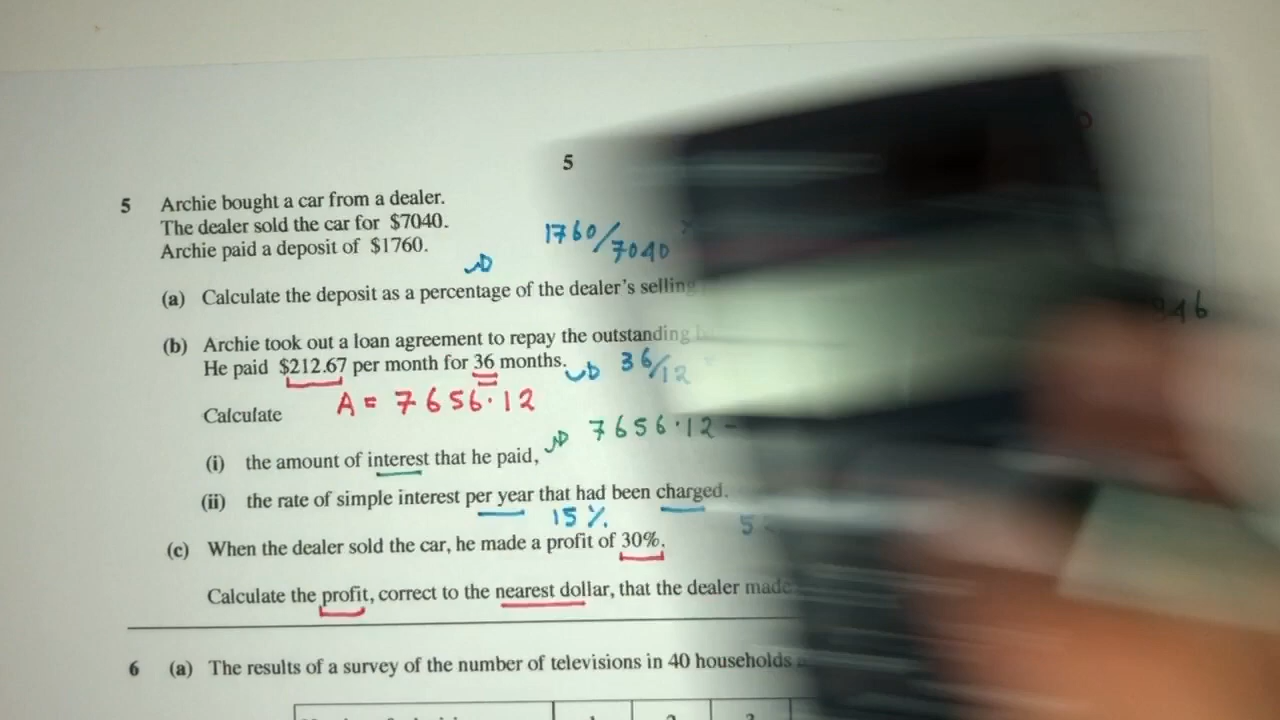 5
5 Archie bought a car from a dealer.
The dealer sold the car for $7040.
Archie paid a deposit of $1760.
1760/7040
(a) Calculate the deposit as a percentage of the dealer's selling
(b) Archie took out a loan agreement to repay the outstanding
He paid $212.67 per month for 36 months. 36/12
Calculate A = 7656.12
7656.12 -
(i) the amount of interest that he paid,
(ii) the rate of simple interest per year that had been charged.
15%
(c) When the dealer sold the car, he made a profit of 30%.
Calculate the profit, correct to the nearest dollar, that the dealer made
6 (a) The results of a survey of the number of televisions in 40 households